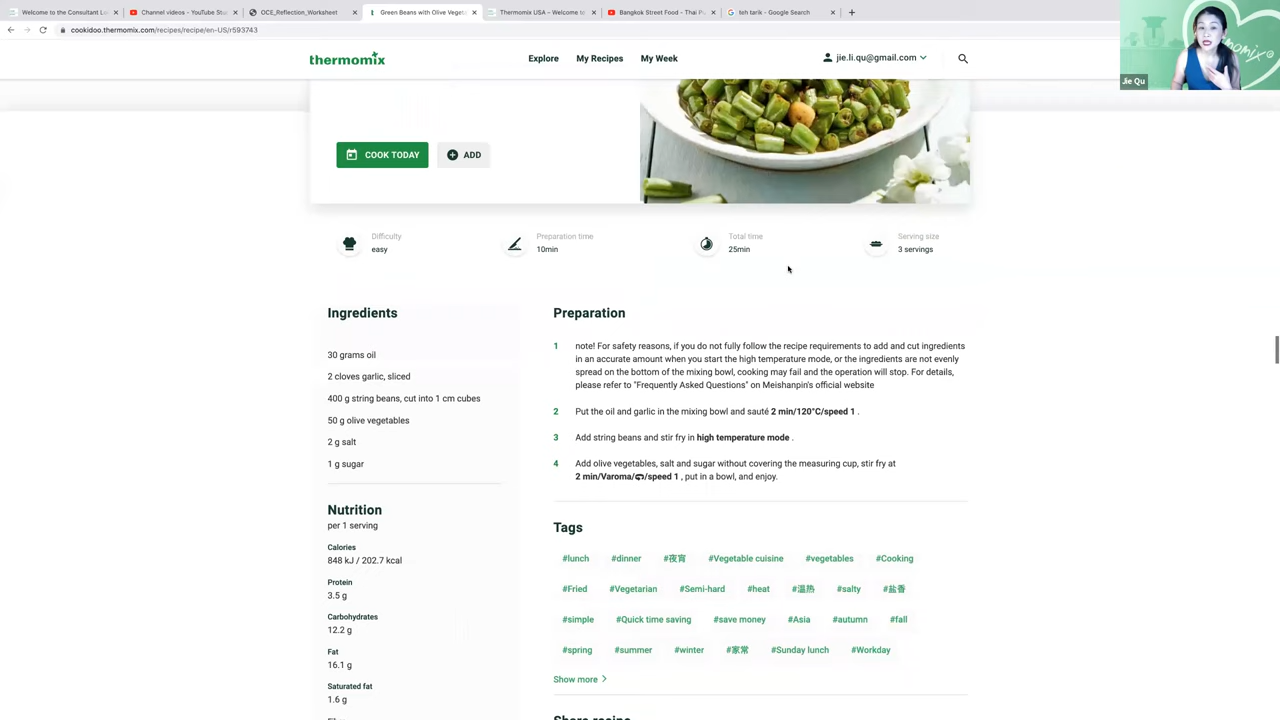 Welcome to the Consultant Le
Channel videos - YouTube Stu
OCE_Reflection_Worksheet
Green Beans with Olive Veget
Thermomix USA – Welcome to
Bangkok Street Food – Thai P
teh tarik - Google Search
cookidoo.thermomix.com/recipes/recipe/en-US/r593743
thermomix
Explore
My Recipes
My Week
jie.li.qu@gmail.com
Jie Qu
COOK TODAY
ADD
Difficulty
easy
Preparation time
10min
Total time
25min
Serving size
3 servings
Ingredients
30 grams oil
2 cloves garlic, sliced
400 g string beans, cut into 1 cm cubes
50 g olive vegetables
2 g salt
1 g sugar
Nutrition
per 1 serving
Calories
848 kJ / 202.7 kcal
Protein
3.5 g
Carbohydrates
12.2 g
Fat
16.1 g
Saturated fat
1.6 g
Preparation
1 note! For safety reasons, if you do not fully follow the recipe requirements to add and cut ingredients
in an accurate amount when you start the high temperature mode, or the ingredients are not evenly
spread on the bottom of the mixing bowl, cooking may fail and the operation will stop. For details,
please refer to "Frequently Asked Questions" on Meishanpin's official website
2 Put the oil and garlic in the mixing bowl and sauté 2 min/120°C/speed 1 .
3 Add string beans and stir fry in high temperature mode .
4 Add olive vegetables, salt and sugar without covering the measuring cup, stir fry at
2 min/Varoma//speed 1 , put in a bowl, and enjoy.
Tags
#lunch #dinner #夜宵 #Vegetable cuisine #vegetables #Cooking
#Fried #Vegetarian #Semi-hard #heat #温热 #salty #盐香
#simple #Quick time saving #save money #Asia #autumn #fall
#spring #summer #winter #家常 #Sunday lunch #Workday
Show more